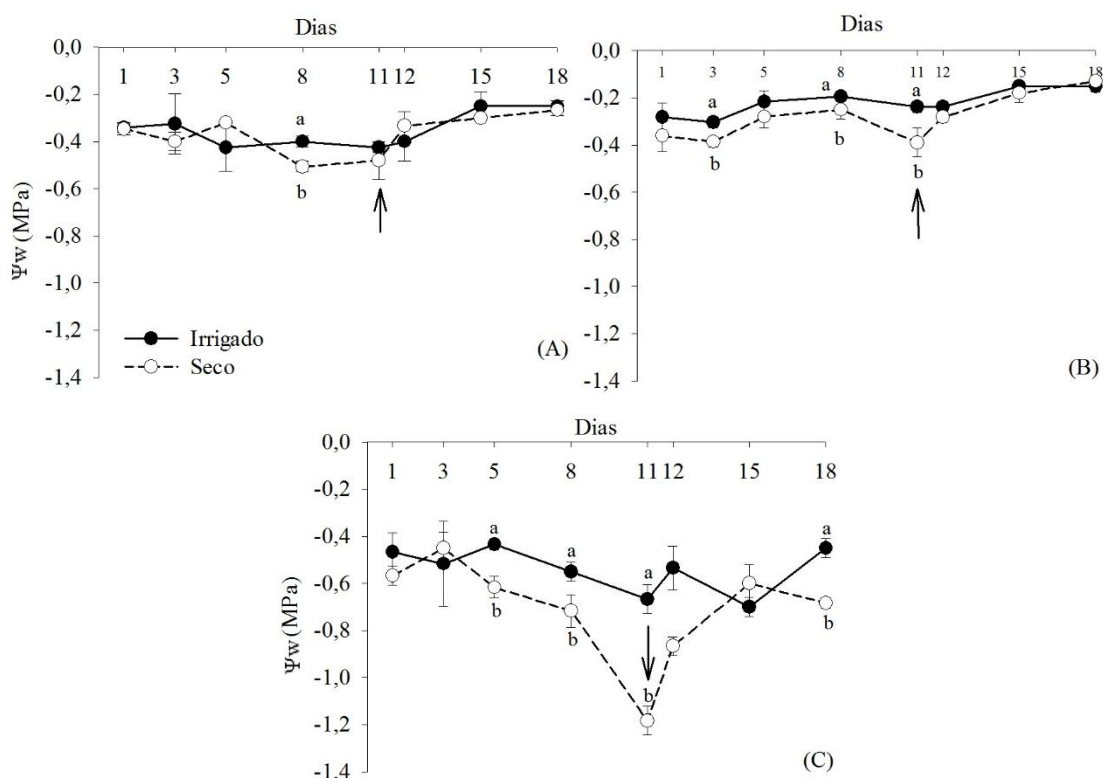 Dias
0,0
1 3 5 8 11 12 15 18
-0,2
a
-0,4
b
-0,6
-0,8
Ψw (MPa)
-1,0
-1,2
Irrigado
Seco
-1,4
(A)
Dias
0,0
1 3 5 8 11 12 15 18
a a a
-0,2
b b b
-0,4
-0,6
-0,8
-1,0
-1,2
-1,4
(B)
Dias
0,0
1 3 5 8 11 12 15 18
-0,2
-0,4
a a a a
-0,6
b b b b
-0,8
Ψw (MPa)
-1,0
-1,2
-1,4
(C)